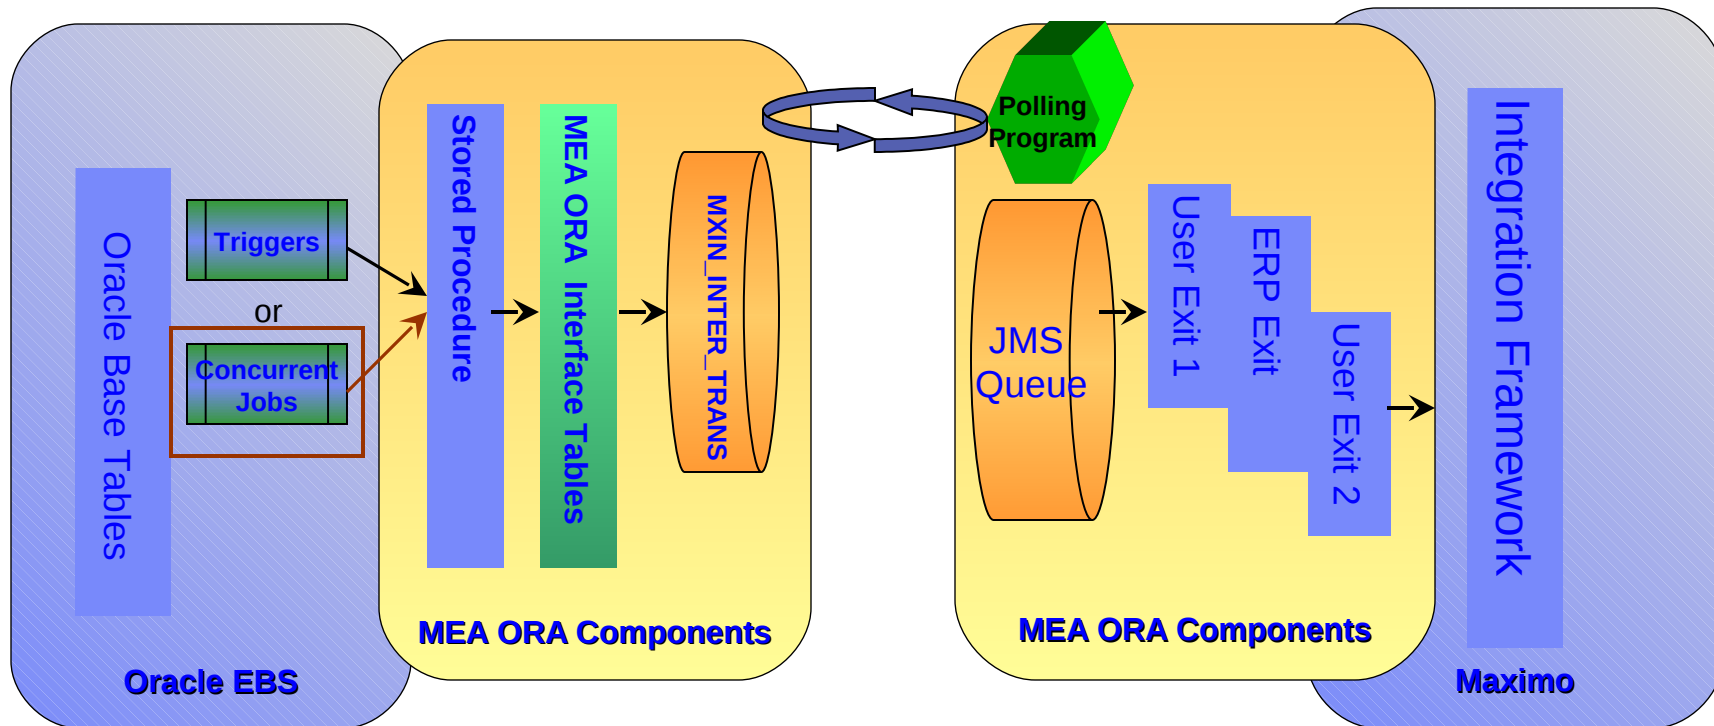 Oracle Base Tables
Triggers
or
Concurrent
Jobs
Oracle EBS
Stored Procedure
MEA ORA  Interface Tables
MXIN_INTER_TRANS
MEA ORA Components
Polling
Program
JMS
Queue
User Exit 1
ERP Exit
User Exit 2
MEA ORA Components
Integration Framework
Maximo